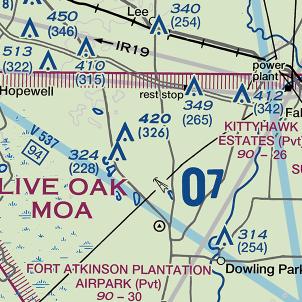 8)
450
(346)
Lee
340
(254)
513
(322)
IR19
410
(315)
power
plant
Hopewell
rest stop
349
(265)
412
(342)
Fal
420
(326)
KITTYHAWK
ESTATES (Pvt)
90 - 26
V 537
94
324
(228)
LIVE OAK
MOA
07
314
(254)
FORT ATKINSON PLANTATION
AIRPARK (Pvt)
90 - 30
Dowling Park